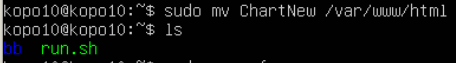 kopo10@kopo10:~$ sudo mv ChartNew /var/www/html
kopo10@kopo10:~$ ls
bb run.sh